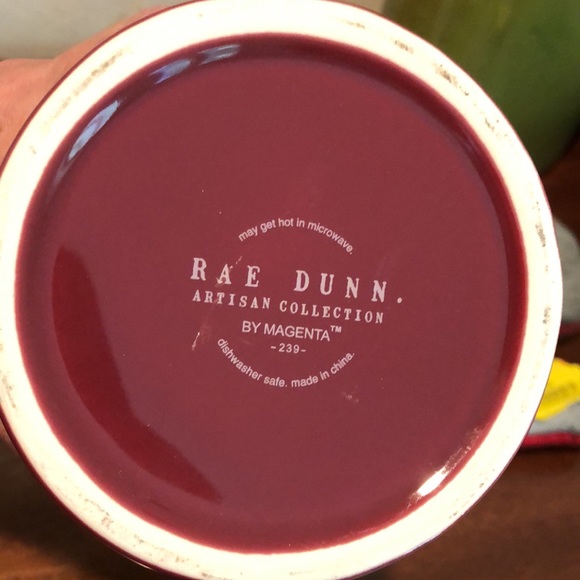 may get hot in microwave.
RAE DUNN.
ARTISAN COLLECTION
BY MAGENTA™
-239-
dishwasher safe. made in china.